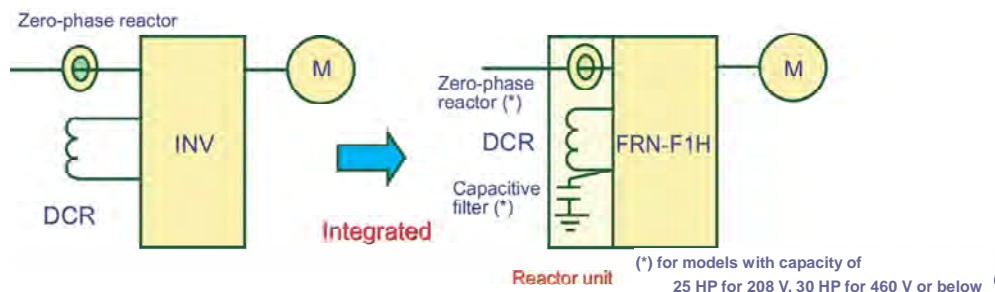 Zero-phase reactor
INV
M
DCR
Integrated
Zero-phase
reactor (*)
DCR
Capacitive
filter (*)
FRN-F1H
M
Reactor unit
(*) for models with capacity of
25 HP for 208 V, 30 HP for 460 V or below